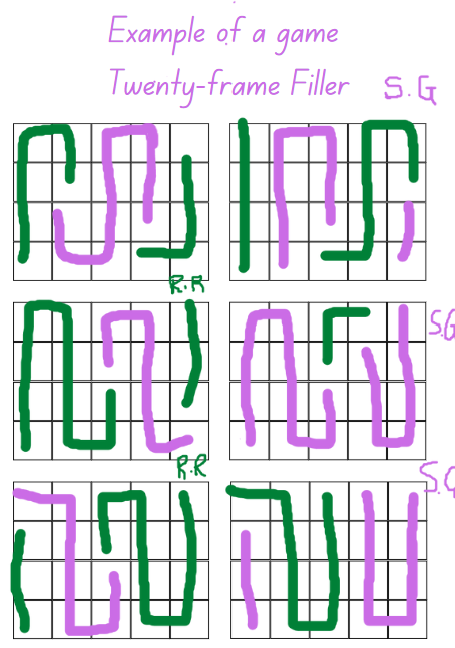 Example of a game
Twenty-frame Filler
S.G
R.R
S.G
R.R
S.G